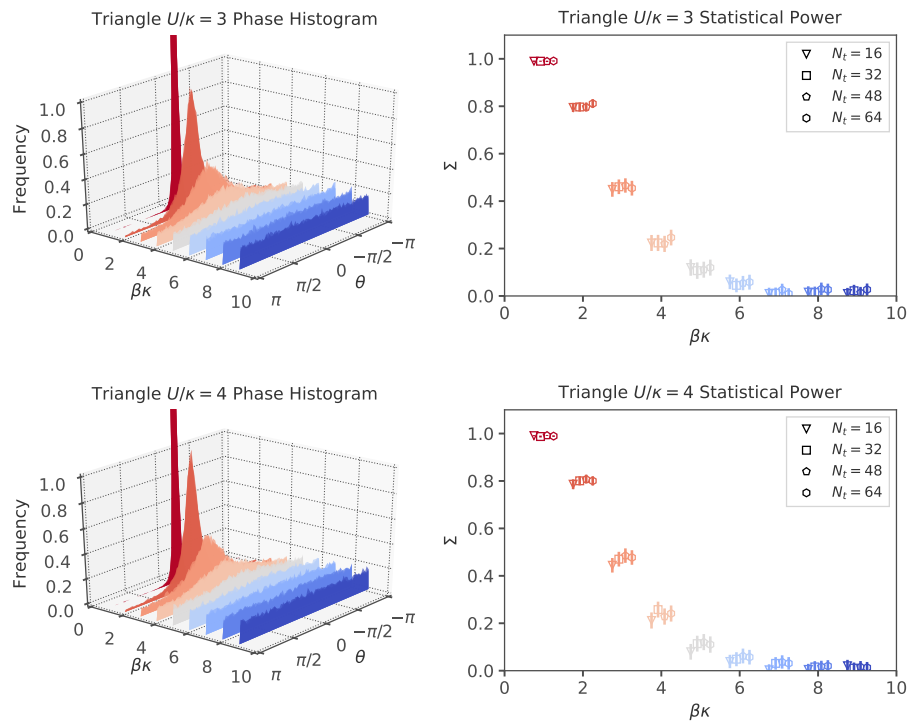 Triangle U/κ = 3 Phase Histogram
Frequency
1.0
0.8
0.6
0.4
0.2
0.0
0
2
4
6
8
10
βκ
π
π/2
0
−π/2
−π
θ
Triangle U/κ = 3 Statistical Power
Σ
1.0
0.8
0.6
0.4
0.2
0.0
0
2
4
6
8
10
βκ
N_t = 16
N_t = 32
N_t = 48
N_t = 64
Triangle U/κ = 4 Phase Histogram
Frequency
1.0
0.8
0.6
0.4
0.2
0.0
0
2
4
6
8
10
βκ
π
π/2
0
−π/2
−π
θ
Triangle U/κ = 4 Statistical Power
Σ
1.0
0.8
0.6
0.4
0.2
0.0
0
2
4
6
8
10
βκ
N_t = 16
N_t = 32
N_t = 48
N_t = 64